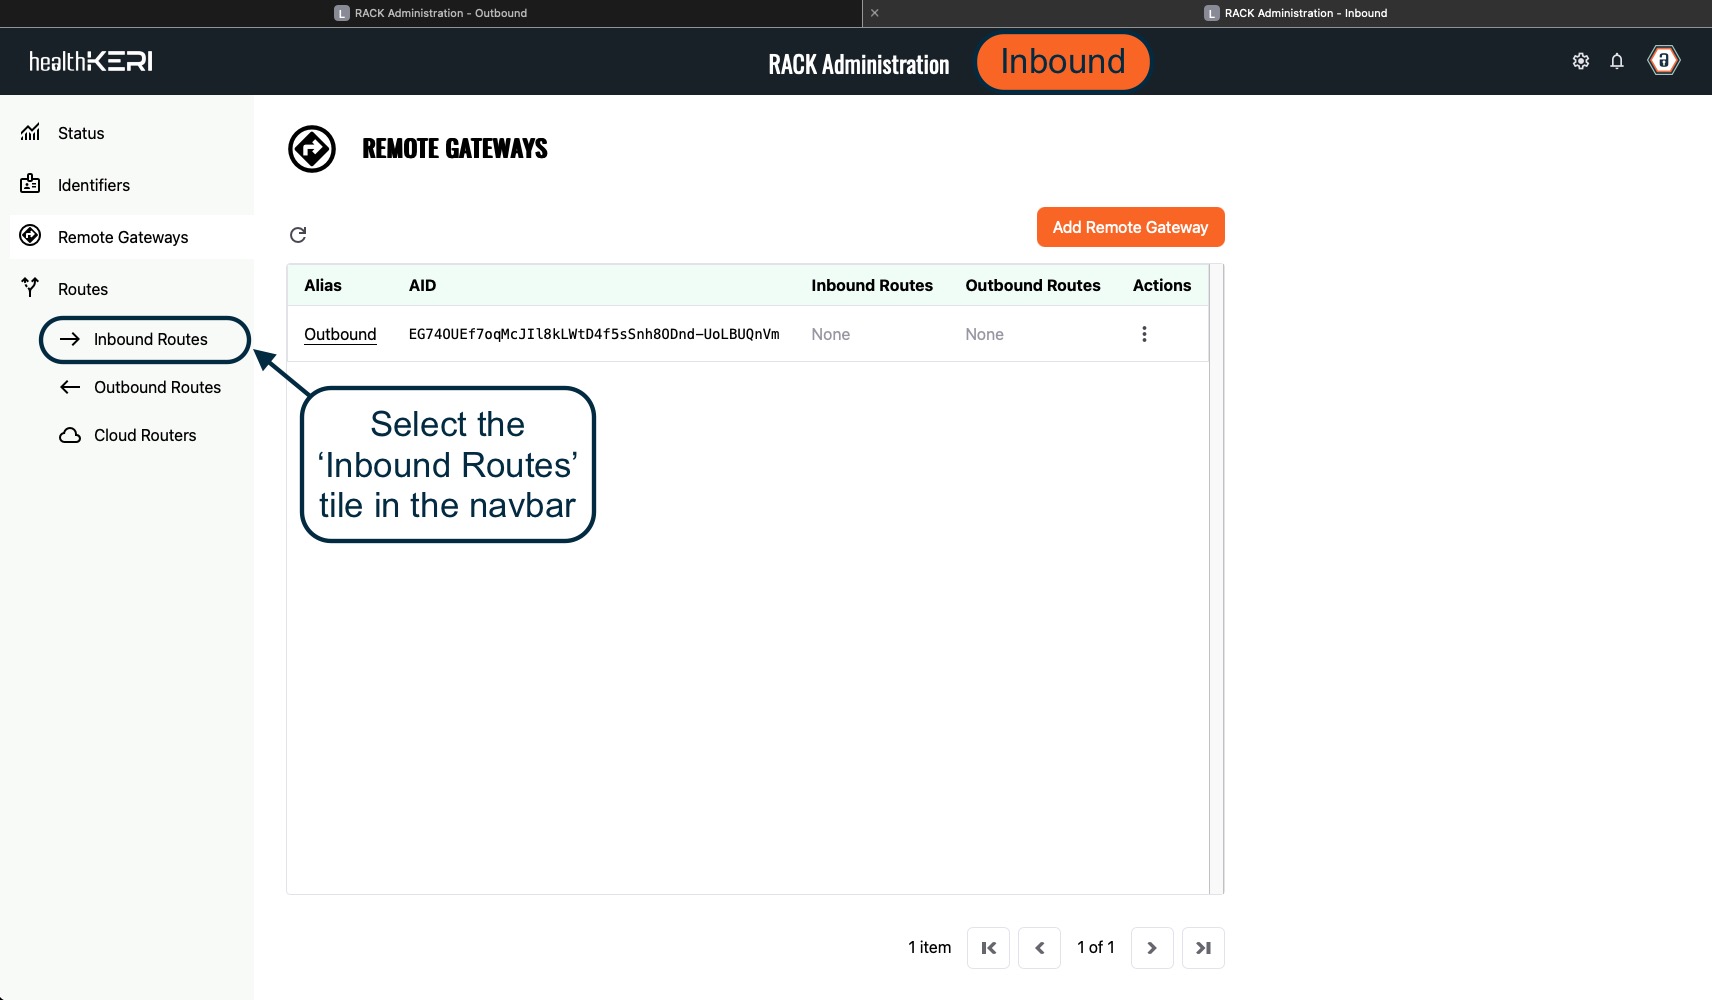 L RACK Administration - Outbound
L RACK Administration - Inbound
healthKERI
RACK Administration
Inbound
Status
Identifiers
Remote Gateways
Routes
Inbound Routes
Outbound Routes
Cloud Routers
REMOTE GATEWAYS
Add Remote Gateway
Alias AID Inbound Routes Outbound Routes Actions
Outbound EG74OUEf7oqMcJIl8kLWtD4f5sSnh8ODnd-UoLBUQnVm None None
Select the
‘Inbound Routes’
tile in the navbar
1 item 1 of 1